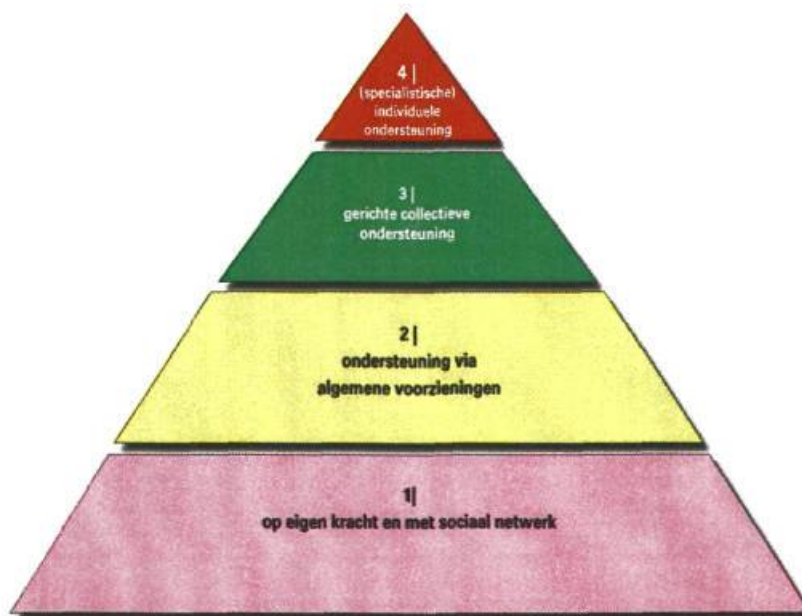 4 |
(specialistische)
individuele
ondersteuning
3 |
gerichte collectieve
ondersteuning
2 |
ondersteuning via
algemene voorzieningen
1 |
op eigen kracht en met sociaal netwerk